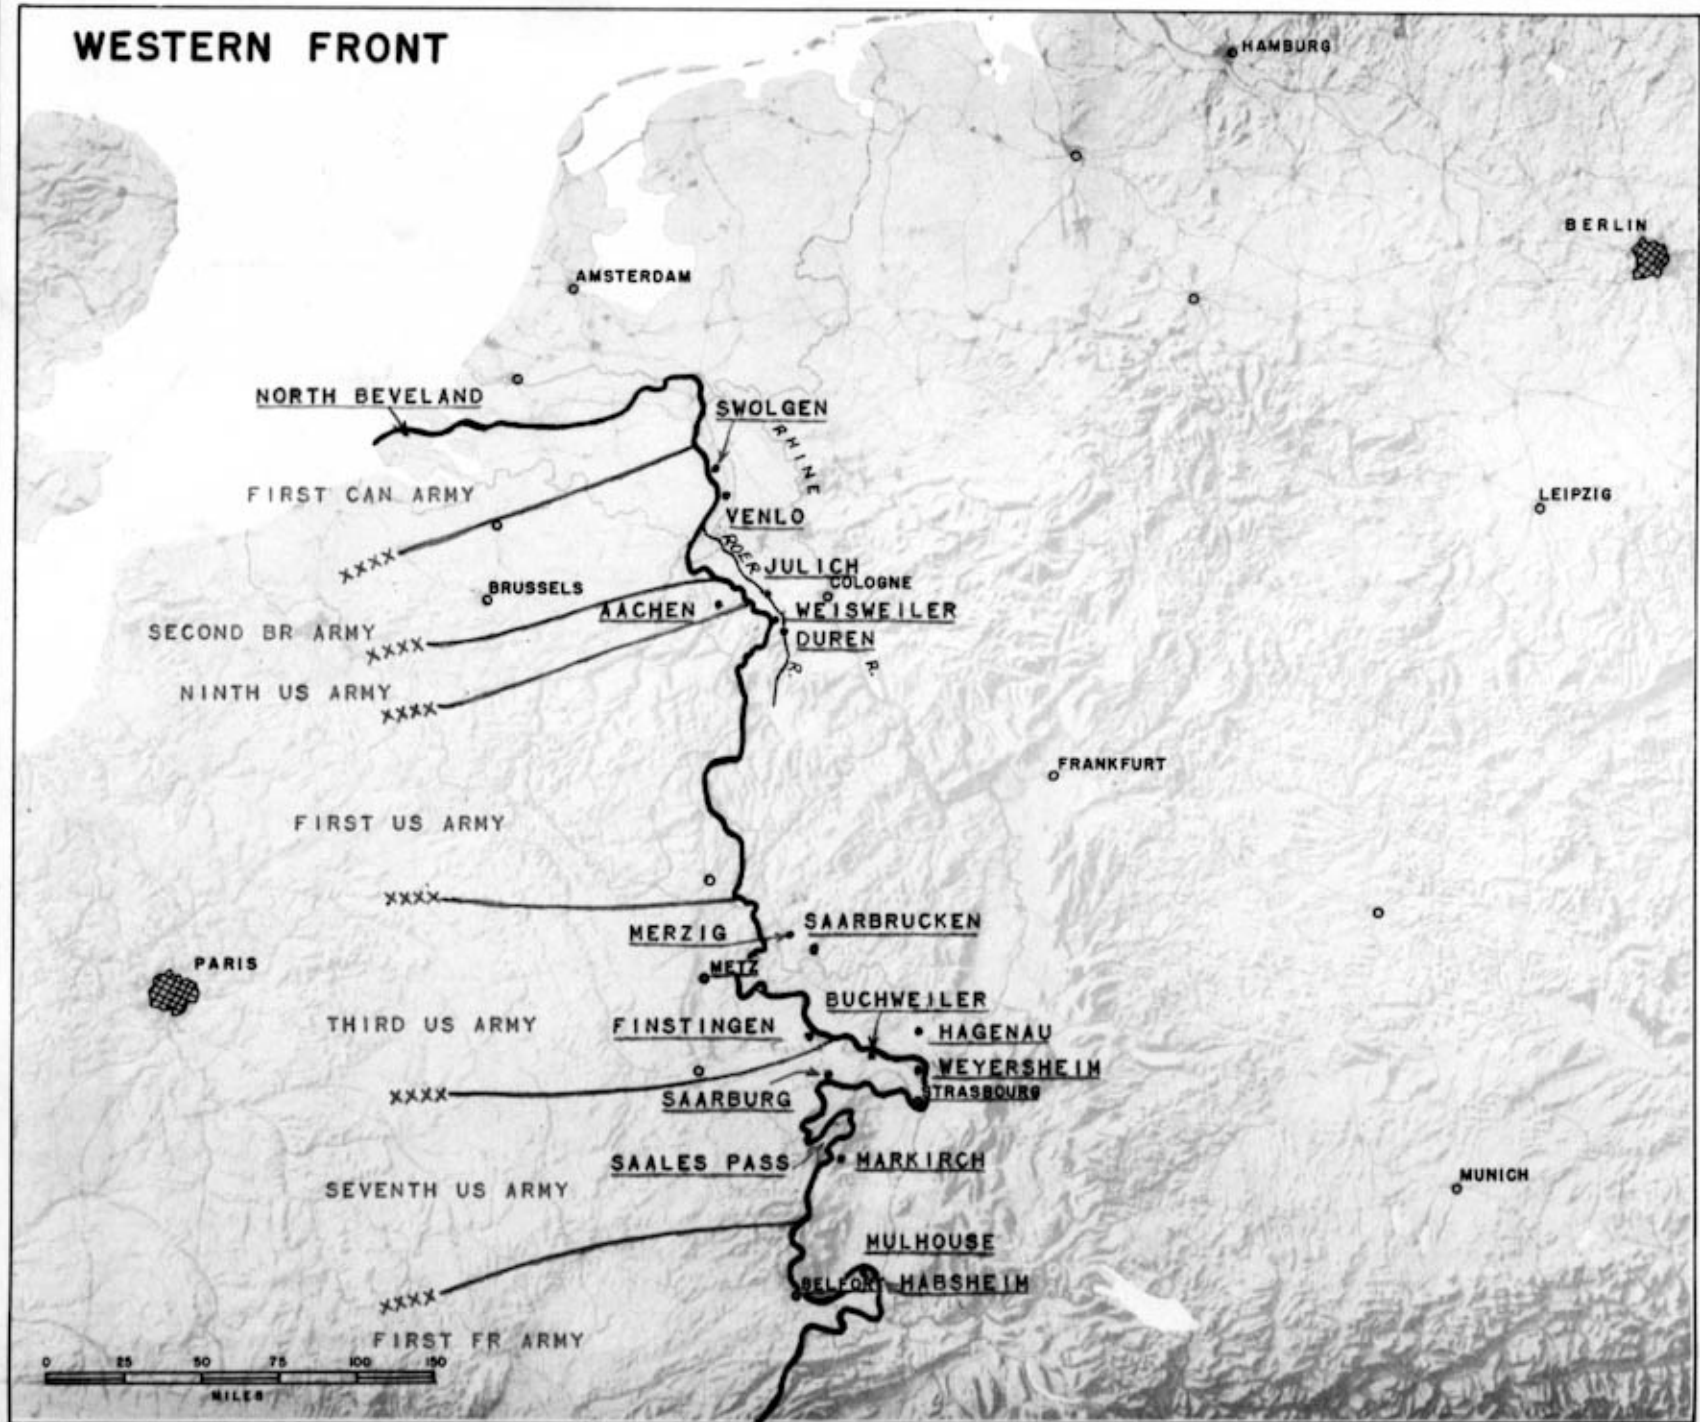 WESTERN FRONT
HAMBURG
BERLIN
AMSTERDAM
NORTH BEVELAND
SWOLGEN
RHINE
FIRST CAN ARMY
LEIPZIG
VENLO
ROER
XXXX
JULICH
COLOGNE
BRUSSELS
AACHEN
WEISWEILER
SECOND BR ARMY
DUREN
XXXX
R.
R.
NINTH US ARMY
XXXX
FRANKFURT
FIRST US ARMY
XXXX
MERZIG
SAARBRUCKEN
PARIS
METZ
BUCHWEILER
THIRD US ARMY
FINSTINGEN
HAGENAU
WEYERSHEIM
XXXX
SAARBURG
STRASBOURG
SAALES PASS
MARKIRCH
MUNICH
SEVENTH US ARMY
MULHOUSE
BELFORT
HABSHEIM
XXXX
FIRST FR ARMY
0 25 50 75 100 150
MILES